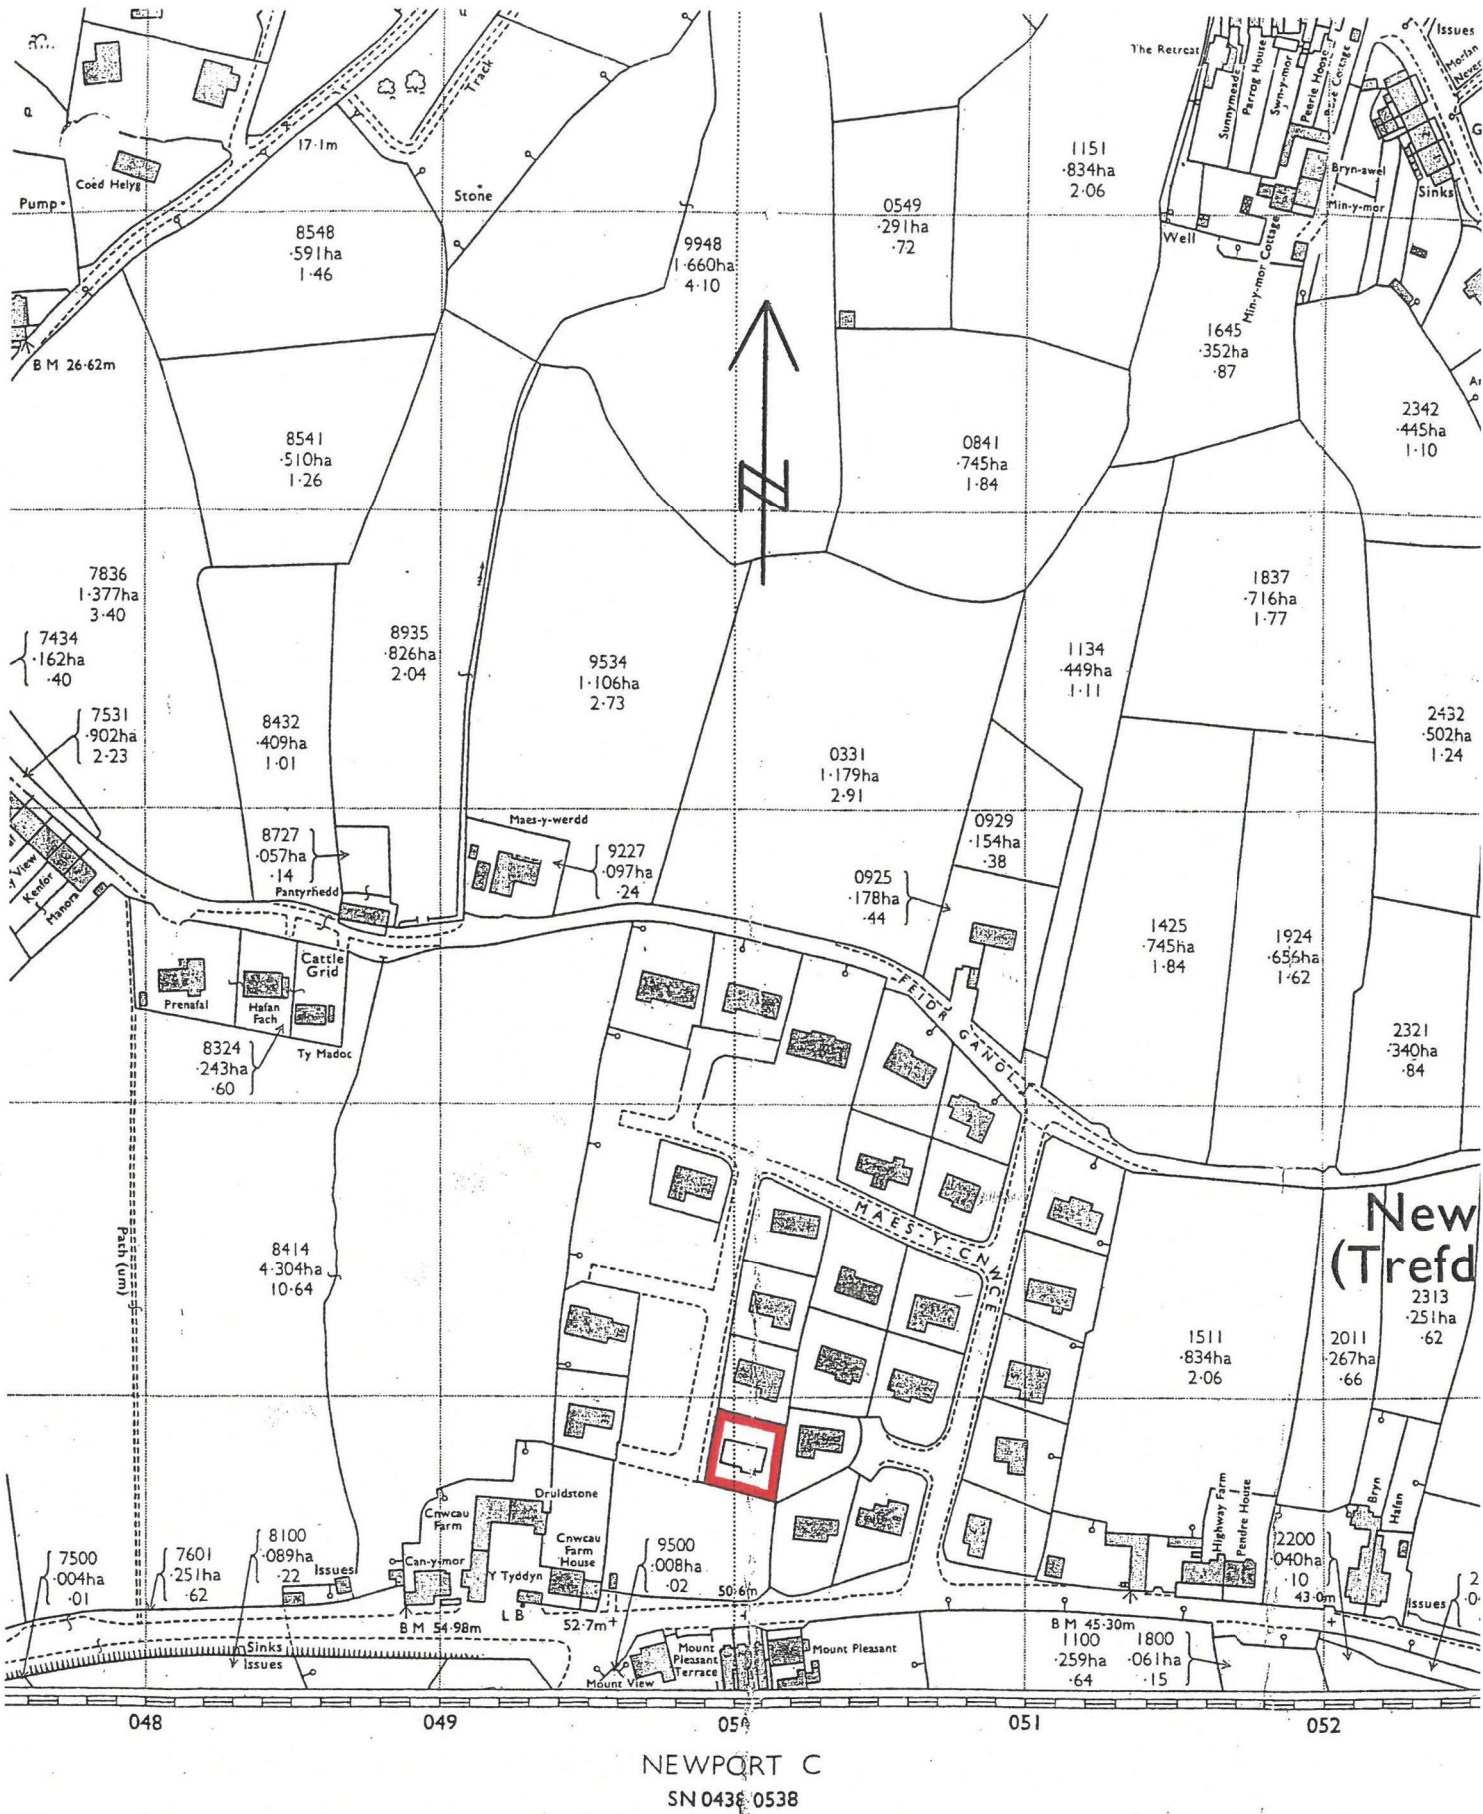 Issues
The Retreat
Sunnymeade
Parrog House
Swn-y-mor
Peerie Hoose
Rose Cottage
Track
17·1m
1151
·834ha
2·06
Bryn-awel
Coed Helyg
Sinks
Stone
Pump
0549
·291ha
·72
Min-y-mor
8548
·591ha
1·46
9948
1·660ha
4·10
Well
Min-y-mor Cottage
1645
·352ha
·87
B M 26·62m
2342
·445ha
1·10
8541
·510ha
1·26
0841
·745ha
1·84
N
7836
1·377ha
3·40
1837
·716ha
1·77
7434
·162ha
·40
8935
·826ha
2·04
9534
1·106ha
2·73
1134
·449ha
1·11
7531
·902ha
2·23
8432
·409ha
1·01
2432
·502ha
1·24
0331
1·179ha
2·91
Maes-y-werdd
0929
·154ha
·38
8727
·057ha
·14
9227
·097ha
·24
0925
·178ha
·44
View
Kenfor
Manora
Pantyrhedd
1425
·745ha
1·84
1924
·656ha
1·62
Cattle
Grid
Prenafal
Hafan
Fach
FEIDR GANOL
8324
·243ha
·60
Ty Madoc
2321
·340ha
·84
New
(Trefd
MAES-Y-CNWCE
Path (um)
8414
4·304ha
10·64
2313
·251ha
·62
1511
·834ha
2·06
2011
·267ha
·66
Bryn
Hafan
Highway Farm
Pendre House
Druidstone
Cnwcau
Farm
Cnwcau
Farm
House
7500
·004ha
·01
7601
·251ha
·62
8100
·089ha
·22
Issues
Can-y-mor
Y Tyddyn
9500
·008ha
·02
50·6m
2200
·040ha
·10
43·0m
Issues
L B
B M 54·98m
52·7m
B M 45·30m
Sinks
Issues
Mount
Pleasant
Terrace
Mount Pleasant
1100
·259ha
·64
1800
·061ha
·15
Mount View
048
049
050
051
052
NEWPORT C
SN 0438 0538